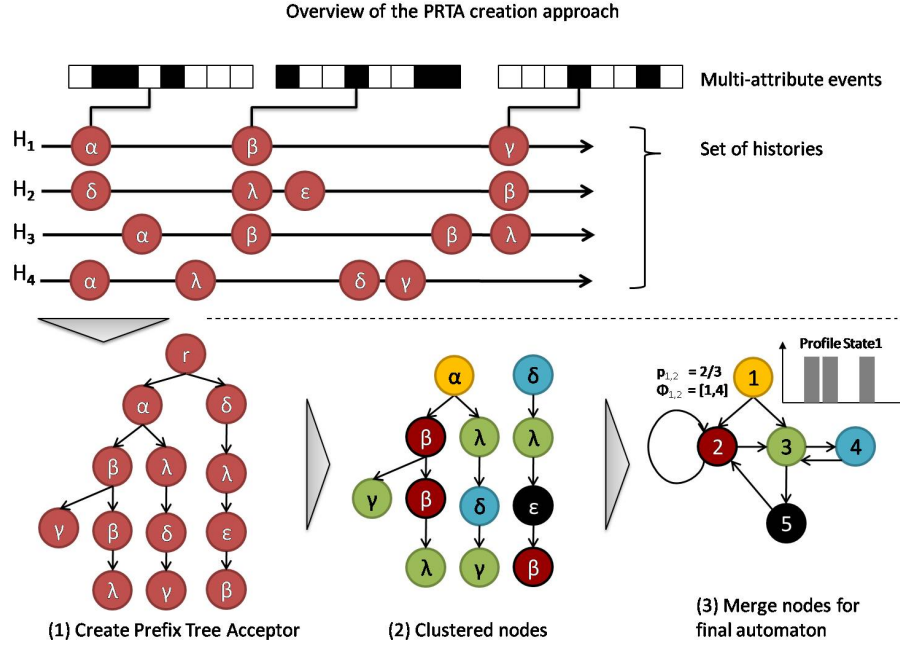 Overview of the PRTA creation approach
Multi-attribute events
H1 α β γ
Set of histories
H2 δ λ ε β
H3 α β β λ
H4 α λ δ γ
r
α δ
β λ λ
γ β δ ε
λ γ β
(1) Create Prefix Tree Acceptor
α δ
β λ λ
γ β δ ε
λ γ β
(2) Clustered nodes
Profile State1
p1,2 = 2/3
Φ1,2 = [1,4]
1
2 3 4
5
(3) Merge nodes for
final automaton